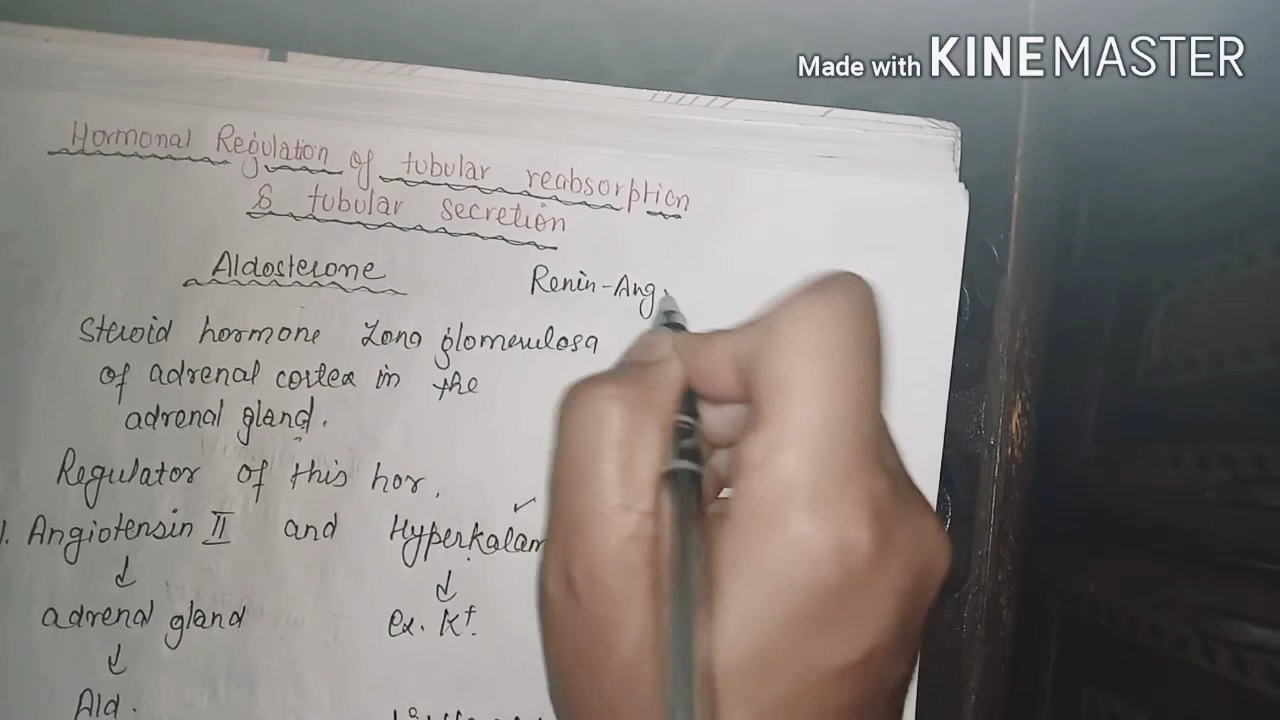 Made with KINEMASTER
Hormonal Regulation of tubular reabsorption
& tubular secretion
Aldosterone
Renin-Ang
Steroid hormone Zona glomerulosa
of adrenal cortex in the
adrenal gland.
Regulator of this hor.
1. Angiotensin II and Hyperkalam
↓ ↓
adrenal gland ex. K+.
↓
Ald.